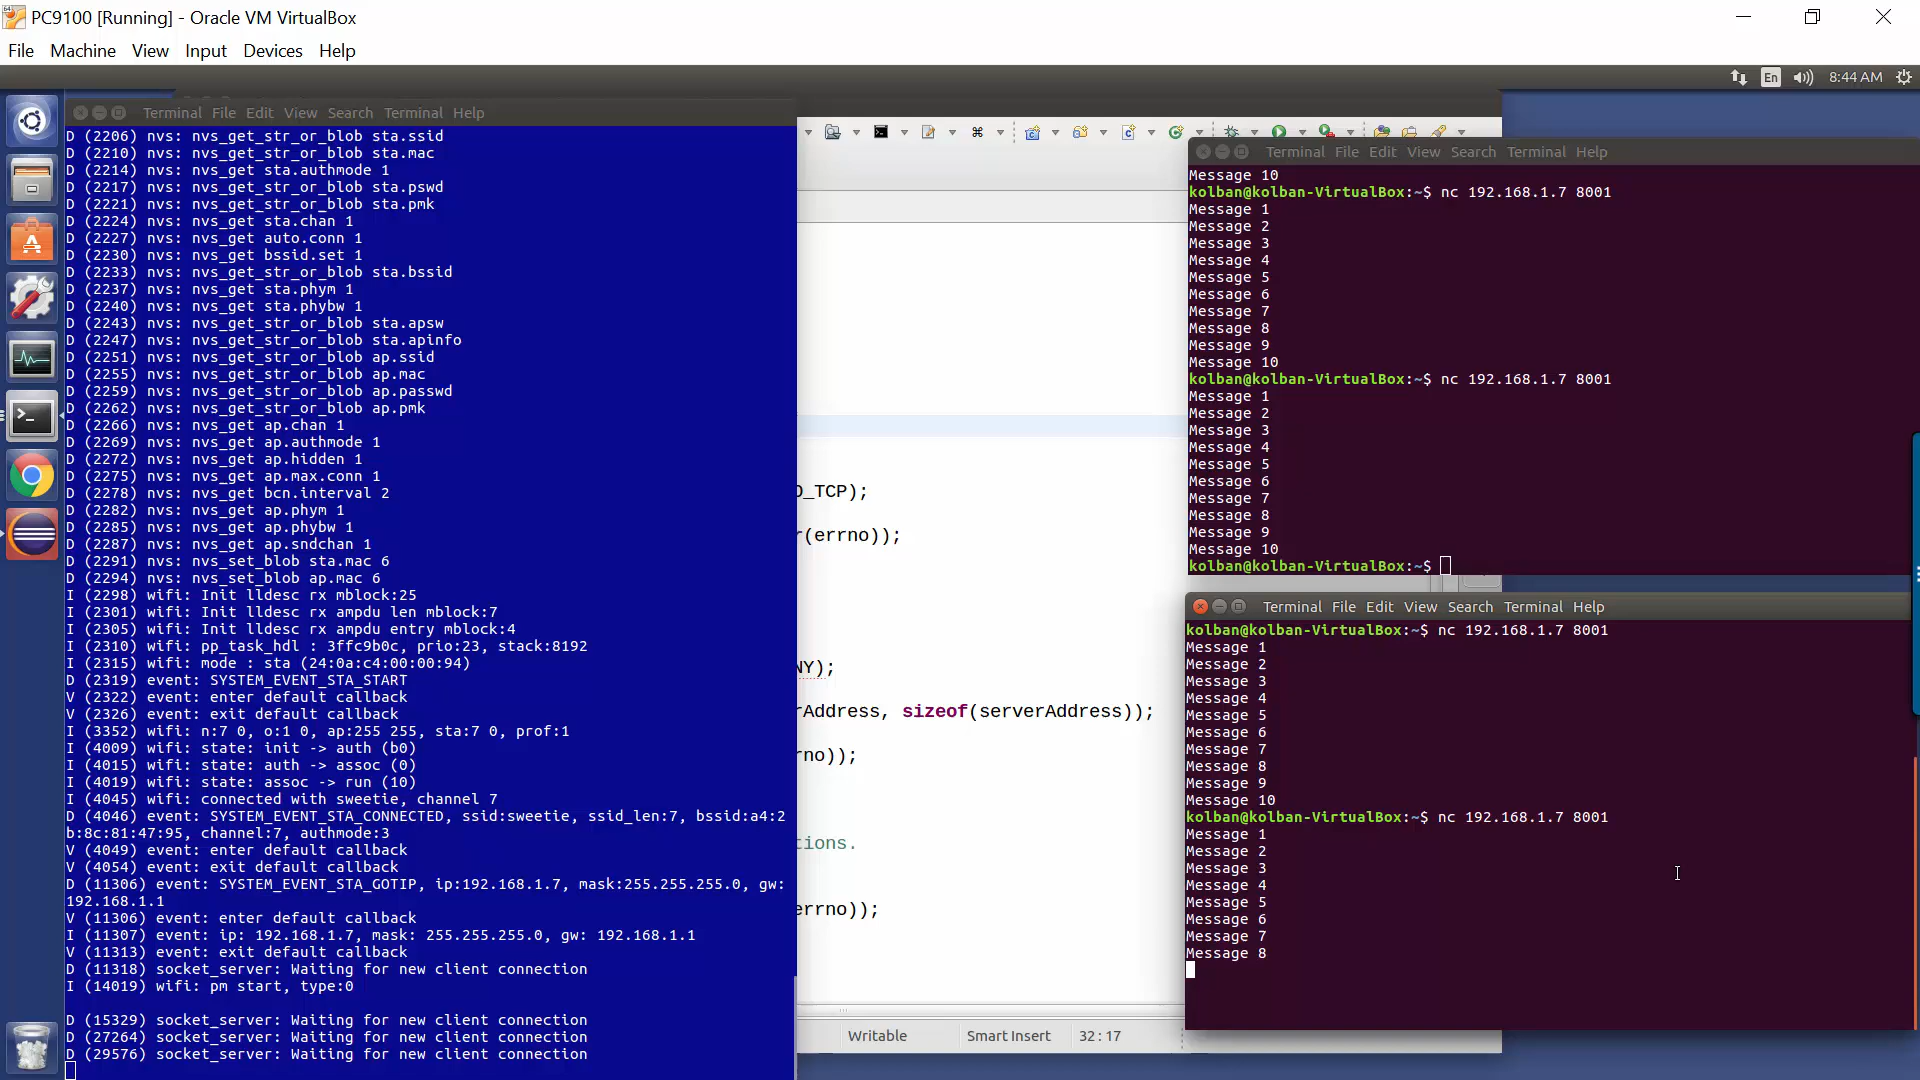 PC9100 [Running] - Oracle VM VirtualBox
File Machine View Input Devices Help
En 8:44 AM
Terminal File Edit View Search Terminal Help
D (2206) nvs: nvs_get_str_or_blob sta.ssid
D (2210) nvs: nvs_get_str_or_blob sta.mac
D (2214) nvs: nvs_get sta.authmode 1
D (2217) nvs: nvs_get_str_or_blob sta.pswd
D (2221) nvs: nvs_get_str_or_blob sta.pmk
D (2224) nvs: nvs_get sta.chan 1
D (2227) nvs: nvs_get auto.conn 1
D (2230) nvs: nvs_get bssid.set 1
D (2233) nvs: nvs_get_str_or_blob sta.bssid
D (2237) nvs: nvs_get sta.phym 1
D (2240) nvs: nvs_get sta.phybw 1
D (2243) nvs: nvs_get_str_or_blob sta.apsw
D (2247) nvs: nvs_get_str_or_blob sta.apinfo
D (2251) nvs: nvs_get_str_or_blob ap.ssid
D (2255) nvs: nvs_get_str_or_blob ap.mac
D (2259) nvs: nvs_get_str_or_blob ap.passwd
D (2262) nvs: nvs_get_str_or_blob ap.pmk
D (2266) nvs: nvs_get ap.chan 1
D (2269) nvs: nvs_get ap.authmode 1
D (2272) nvs: nvs_get ap.hidden 1
D (2275) nvs: nvs_get ap.max.conn 1
D (2278) nvs: nvs_get bcn.interval 2
D (2282) nvs: nvs_get ap.phym 1
D (2285) nvs: nvs_get ap.phybw 1
D (2287) nvs: nvs_get ap.sndchan 1
D (2291) nvs: nvs_set_blob sta.mac 6
D (2294) nvs: nvs_set_blob ap.mac 6
I (2298) wifi: Init lldesc rx mblock:25
I (2301) wifi: Init lldesc rx ampdu len mblock:7
I (2305) wifi: Init lldesc rx ampdu entry mblock:4
I (2310) wifi: pp_task_hdl : 3ffc9b0c, prio:23, stack:8192
I (2315) wifi: mode : sta (24:0a:c4:00:00:94)
D (2319) event: SYSTEM_EVENT_STA_START
V (2322) event: enter default callback
V (2326) event: exit default callback
I (3352) wifi: n:7 0, o:1 0, ap:255 255, sta:7 0, prof:1
I (4009) wifi: state: init -> auth (b0)
I (4015) wifi: state: auth -> assoc (0)
I (4019) wifi: state: assoc -> run (10)
I (4045) wifi: connected with sweetie, channel 7
D (4046) event: SYSTEM_EVENT_STA_CONNECTED, ssid:sweetie, ssid_len:7, bssid:a4:2
b:8c:81:47:95, channel:7, authmode:3
V (4049) event: enter default callback
V (4054) event: exit default callback
D (11306) event: SYSTEM_EVENT_STA_GOTIP, ip:192.168.1.7, mask:255.255.255.0, gw:
192.168.1.1
V (11306) event: enter default callback
I (11307) event: ip: 192.168.1.7, mask: 255.255.255.0, gw: 192.168.1.1
V (11313) event: exit default callback
D (11318) socket_server: Waiting for new client connection
I (14019) wifi: pm start, type:0
D (15329) socket_server: Waiting for new client connection
D (27264) socket_server: Waiting for new client connection
D (29576) socket_server: Waiting for new client connection
O_TCP);
r(errno));
NY);
rAddress, sizeof(serverAddress));
rno));
tions.
errno));
Writable Smart Insert 32 : 17
Terminal File Edit View Search Terminal Help
Message 10
kolban@kolban-VirtualBox:~$ nc 192.168.1.7 8001
Message 1
Message 2
Message 3
Message 4
Message 5
Message 6
Message 7
Message 8
Message 9
Message 10
kolban@kolban-VirtualBox:~$ nc 192.168.1.7 8001
Message 1
Message 2
Message 3
Message 4
Message 5
Message 6
Message 7
Message 8
Message 9
Message 10
kolban@kolban-VirtualBox:~$
Terminal File Edit View Search Terminal Help
kolban@kolban-VirtualBox:~$ nc 192.168.1.7 8001
Message 1
Message 2
Message 3
Message 4
Message 5
Message 6
Message 7
Message 8
Message 9
Message 10
kolban@kolban-VirtualBox:~$ nc 192.168.1.7 8001
Message 1
Message 2
Message 3
Message 4
Message 5
Message 6
Message 7
Message 8